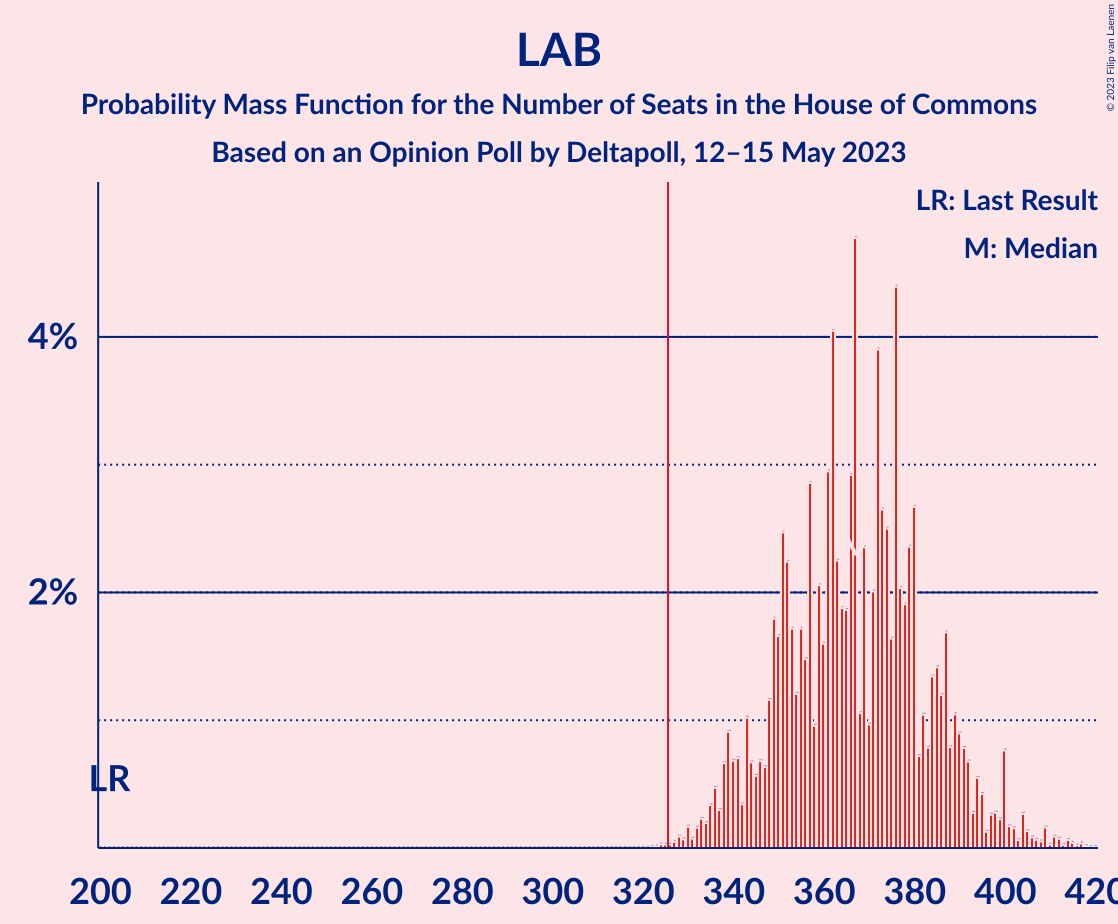 LAB
Probability Mass Function for the Number of Seats in the House of Commons
Based on an Opinion Poll by Deltapoll, 12–15 May 2023
© 2023 Filip van Laenen
LR: Last Result
M: Median
4%
2%
LR
200 220 240 260 280 300 320 340 360 380 400 420